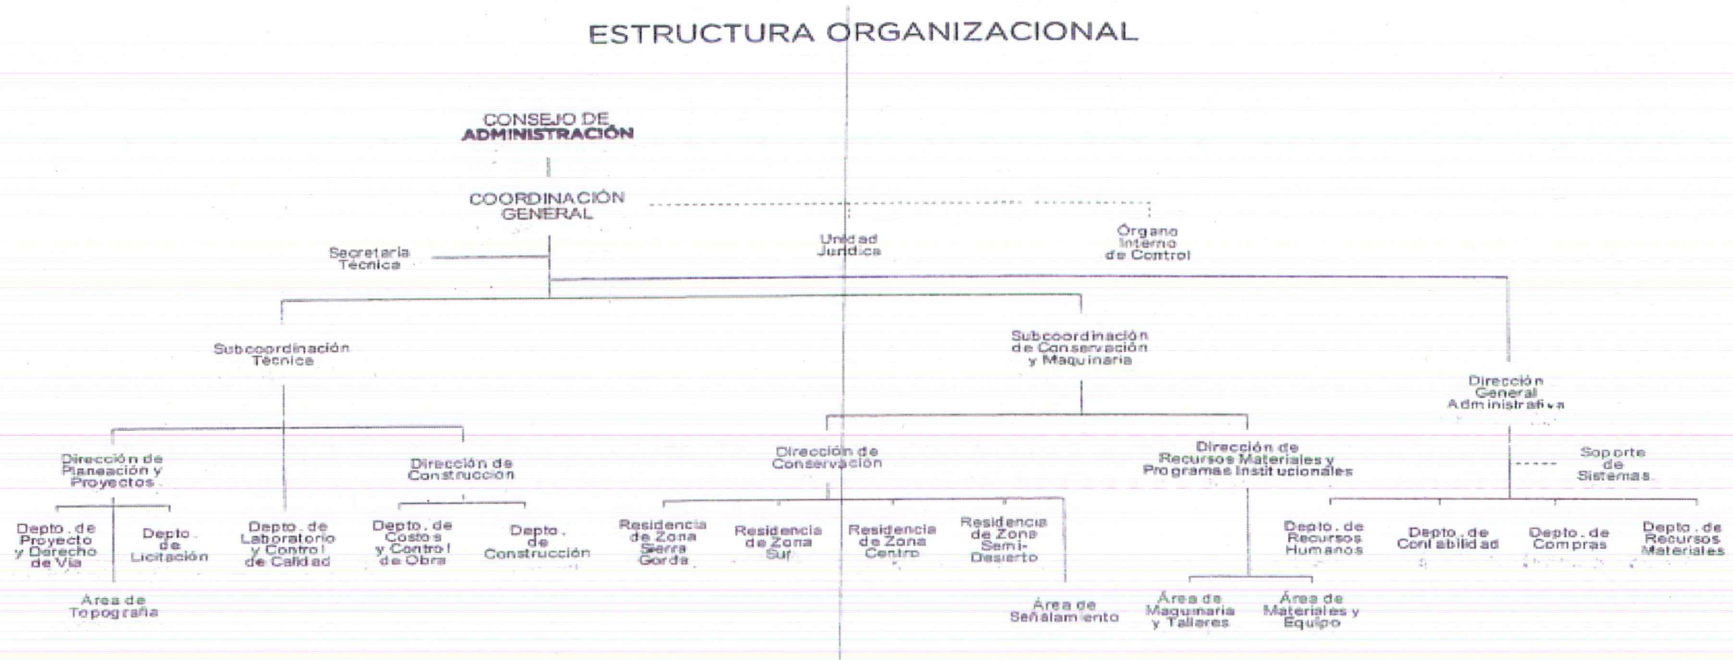 ESTRUCTURA ORGANIZACIONAL
CONSEJO DE
ADMINISTRACIÓN
COORDINACIÓN
GENERAL
Secretaría
Técnica
Unidad
Jurídica
Órgano
Interno
de Control
Subcoordinación
Técnica
Subcoordinación
de Conservación
y Maquinaria
Dirección
General
Administrativa
Dirección de
Planeación y
Proyectos
Dirección de
Construcción
Dirección de
Conservación
Dirección de
Recursos Materiales y
Programas Institucionales
Soporte
de
Sistemas
Depto. de
Proyecto
y Derecho
de Vía
Depto.
de
Licitación
Depto. de
Laboratorio
y Control
de Calidad
Depto. de
Costos
y Control
de Obra
Depto.
de
Construcción
Residencia
de Zona
Sierra
Gorda
Residencia
de Zona
Sur
Residencia
de Zona
Centro
Residencia
de Zona
Semi-
Desierto
Depto. de
Recursos
Humanos
Depto. de
Contabilidad
Depto. de
Compras
Depto. de
Recursos
Materiales
Área de
Topografía
Área de
Señalamiento
Área de
Maquinaria
y Talleres
Área de
Materiales y
Equipo